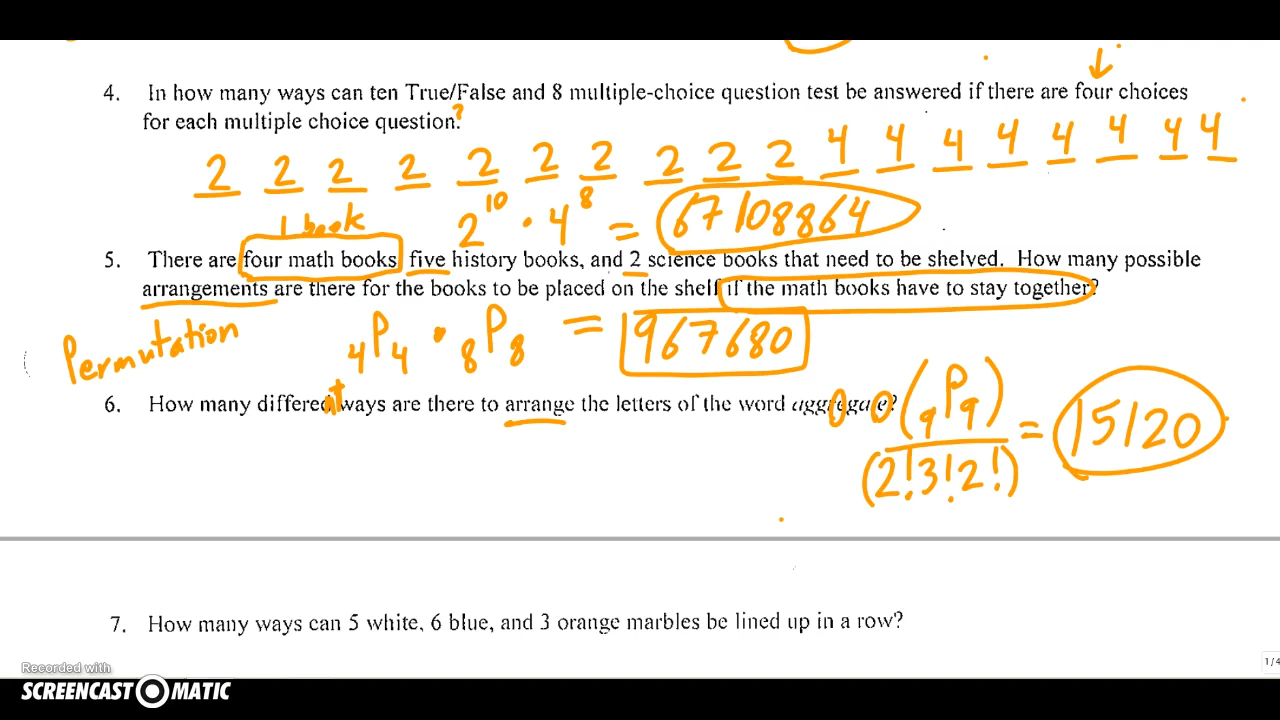 4. In how many ways can ten True/False and 8 multiple-choice question test be answered if there are four choices
for each multiple choice question?
2 2 2 2 2 2 2 2 2 2 4 4 4 4 4 4 4 4
1 book 2^10 · 4^8 = 67108864
5. There are four math books, five history books, and 2 science books that need to be shelved. How many possible
arrangements are there for the books to be placed on the shelf if the math books have to stay together?
Permutation 4P4 · 8P8 = 967680
6. How many different ways are there to arrange the letters of the word aggregate?
(9P9)
(2!3!2!) = 15120
7. How many ways can 5 white, 6 blue, and 3 orange marbles be lined up in a row?
Recorded with
SCREENCAST-O-MATIC
1/4